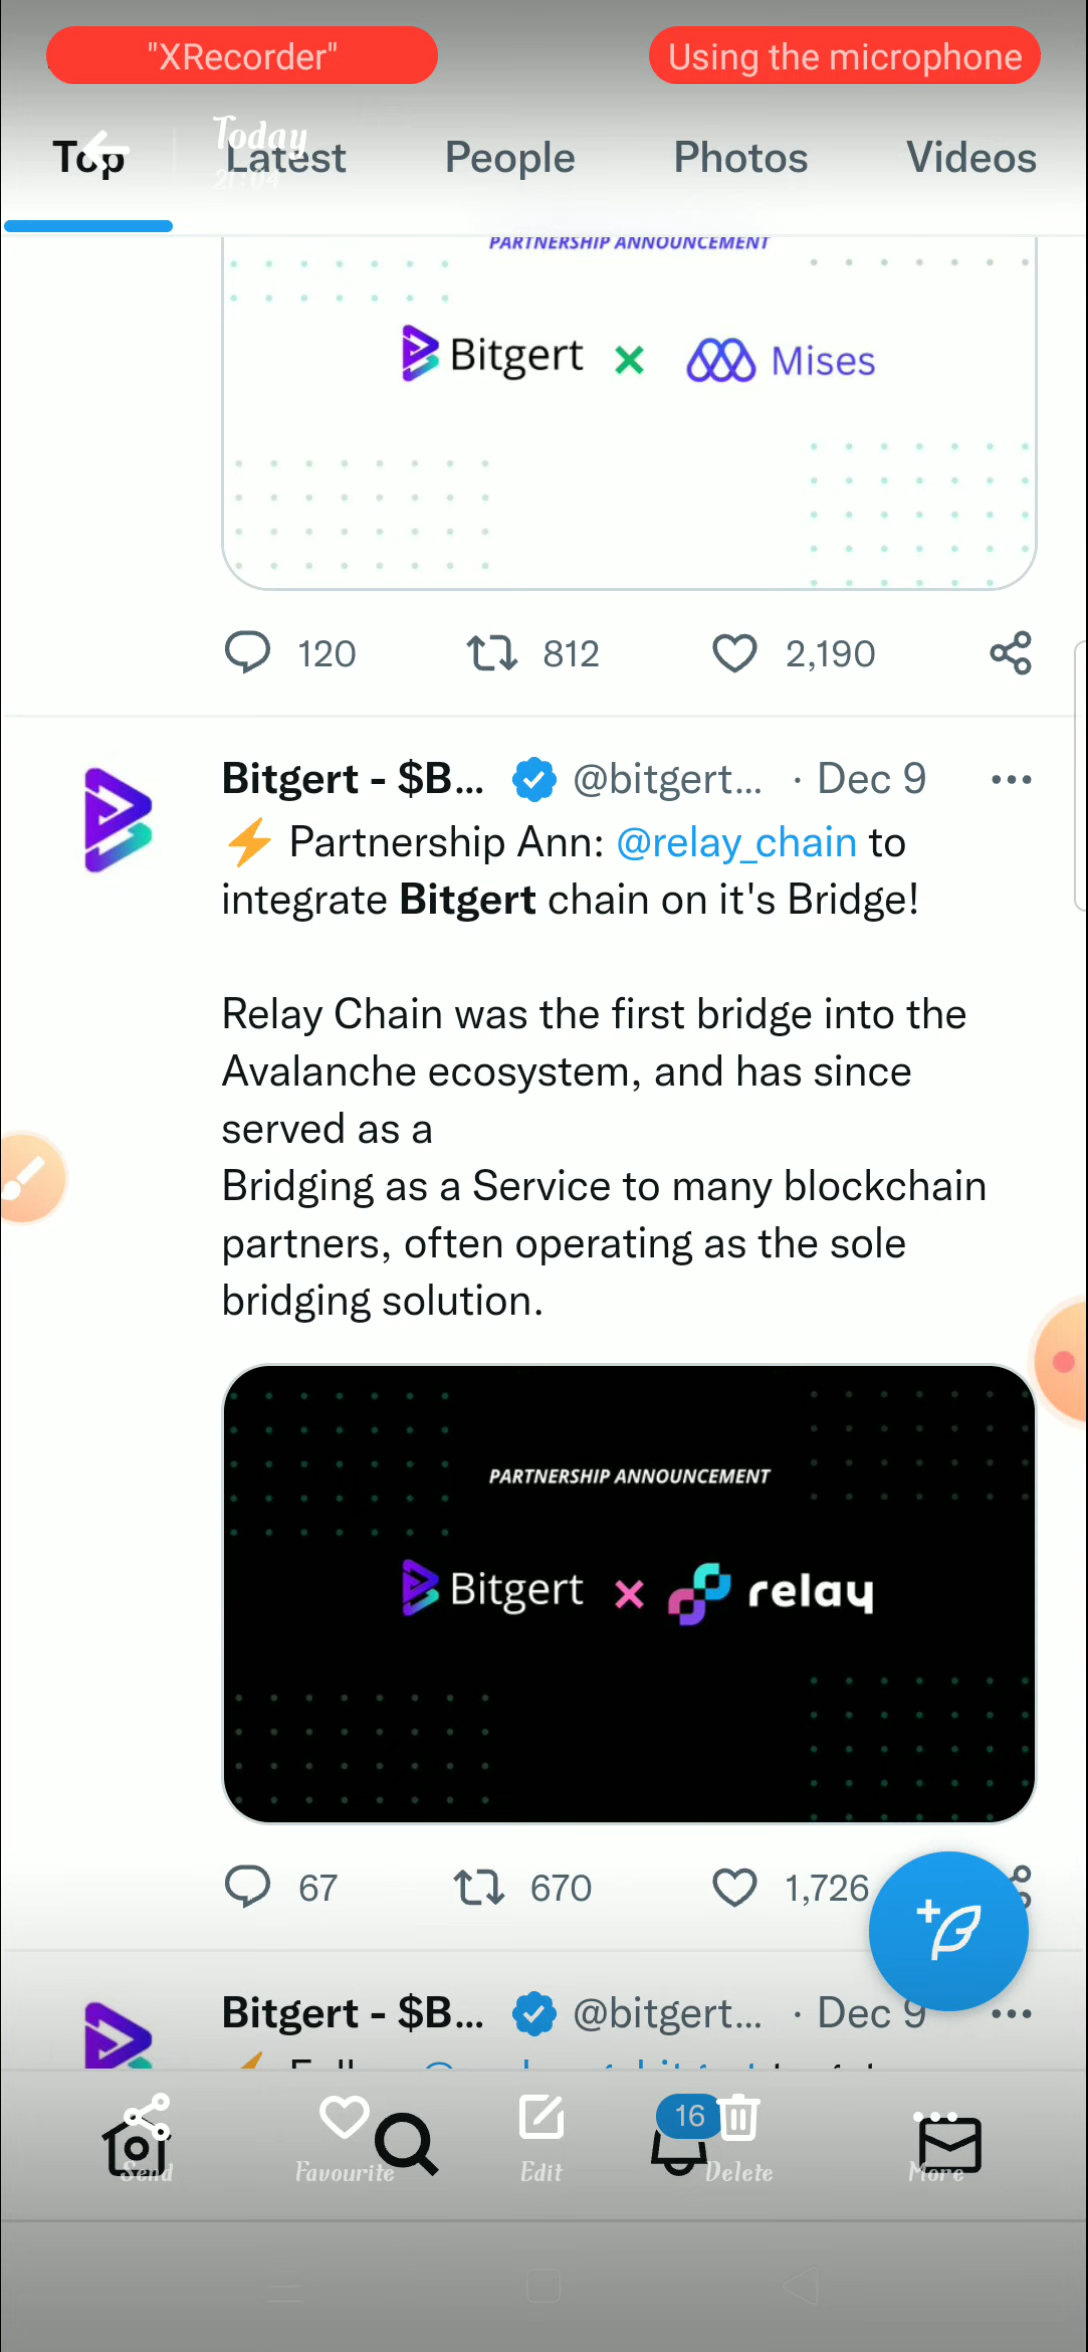 "XRecorder"
Using the microphone
Today
21:04
Top
Latest
People
Photos
Videos
PARTNERSHIP ANNOUNCEMENT
Bitgert
Mises
120
812
2,190
Bitgert - $B... @bitgert... · Dec 9
⚡ Partnership Ann: @relay_chain to
integrate Bitgert chain on it's Bridge!
Relay Chain was the first bridge into the
Avalanche ecosystem, and has since
served as a
Bridging as a Service to many blockchain
partners, often operating as the sole
bridging solution.
PARTNERSHIP ANNOUNCEMENT
Bitgert
relay
67
670
1,726
Bitgert - $B... @bitgert... · Dec 9
16
Send
Favourite
Edit
Delete
More